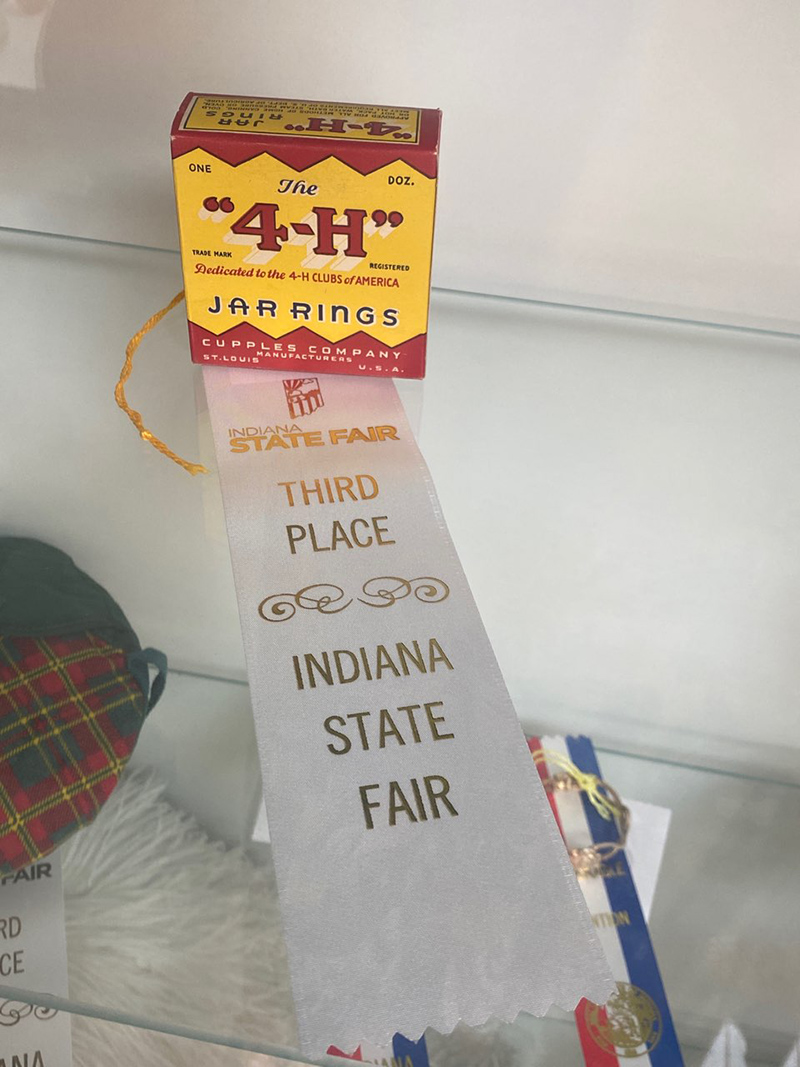 "4-H"
JAR RINGS
ONE
DOZ.
The
"4-H"
TRADE MARK
REGISTERED
Dedicated to the 4-H CLUBS of AMERICA
JAR RINGS
CUPPLES COMPANY
MANUFACTURERS
ST. LOUIS
U.S.A.
INDIANA
STATE FAIR
THIRD
PLACE
INDIANA
STATE
FAIR
FAIR